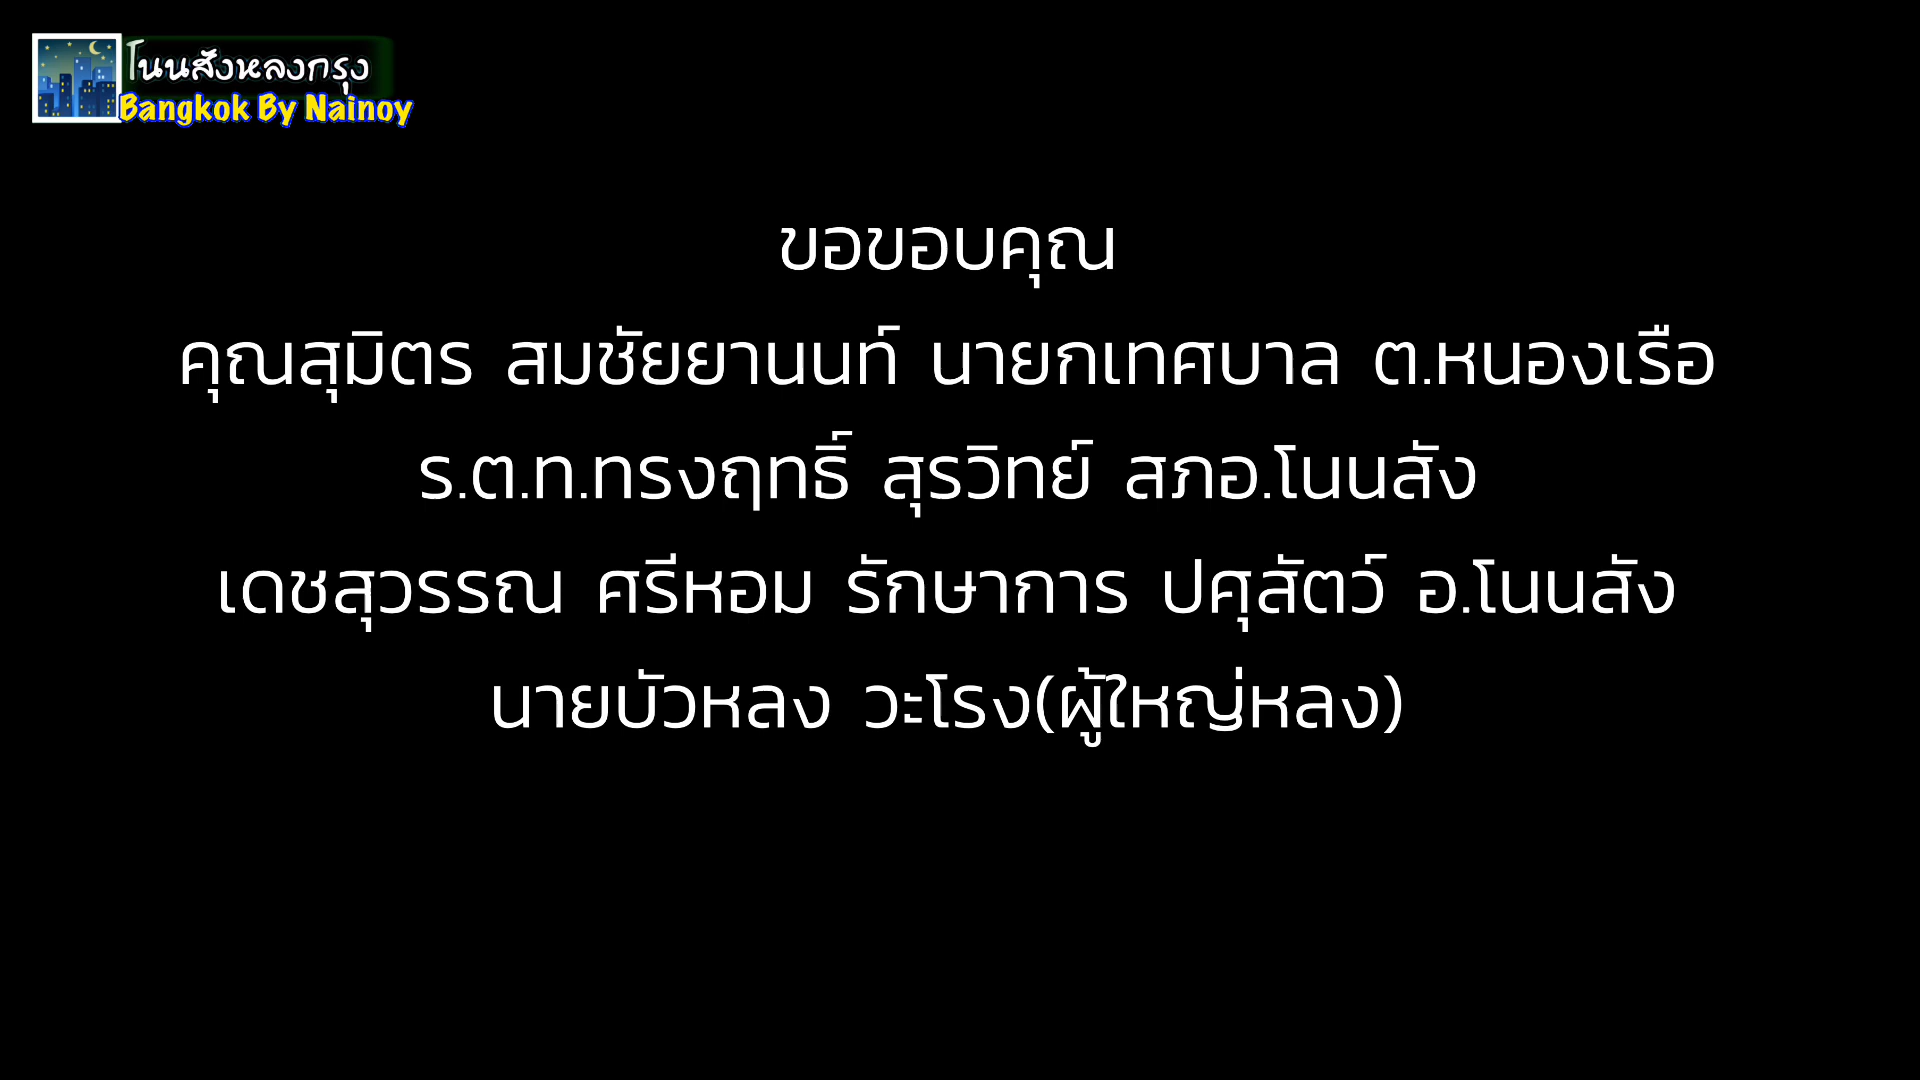 โนนสังหลงกรุง
Bangkok By Nainoy
ขอขอบคุณ
คุณสุมิตร สมชัยยานนท์ นายกเทศบาล ต.หนองเรือ
ร.ต.ท.ทรงฤทธิ์ สุรวิทย์ สภอ.โนนสัง
เดชสุวรรณ ศรีหอม รักษาการ ปศุสัตว์ อ.โนนสัง
นายบัวหลง วะโรง(ผู้ใหญ่หลง)